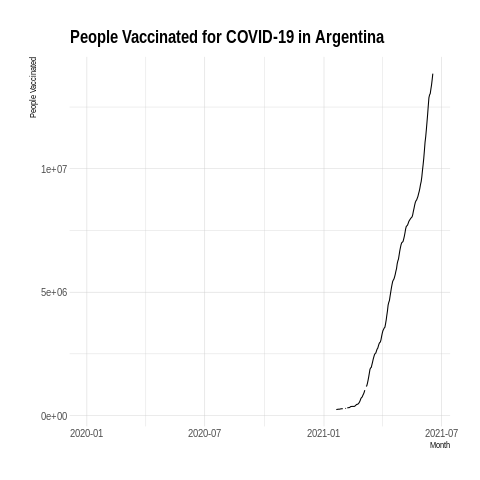 People Vaccinated for COVID-19 in Argentina
People Vaccinated
1e+07
5e+06
0e+00
2020-01 2020-07 2021-01 2021-07
Month